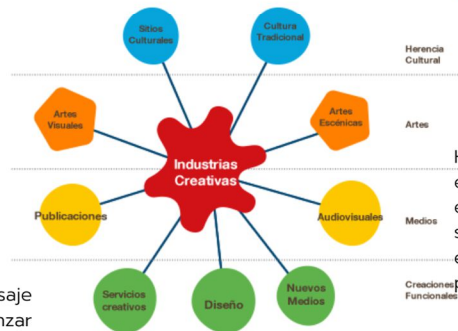 Sitios
Culturales
Cultura
Tradicional
Herencia
Cultural
Artes
Visuales
Artes
Escénicas
Artes
Industrias
Creativas
Publicaciones
Audiovisuales
Medios
Servicios
creativos
Diseño
Nuevos
Medios
Creaciones
Funcionales
saje
nzar